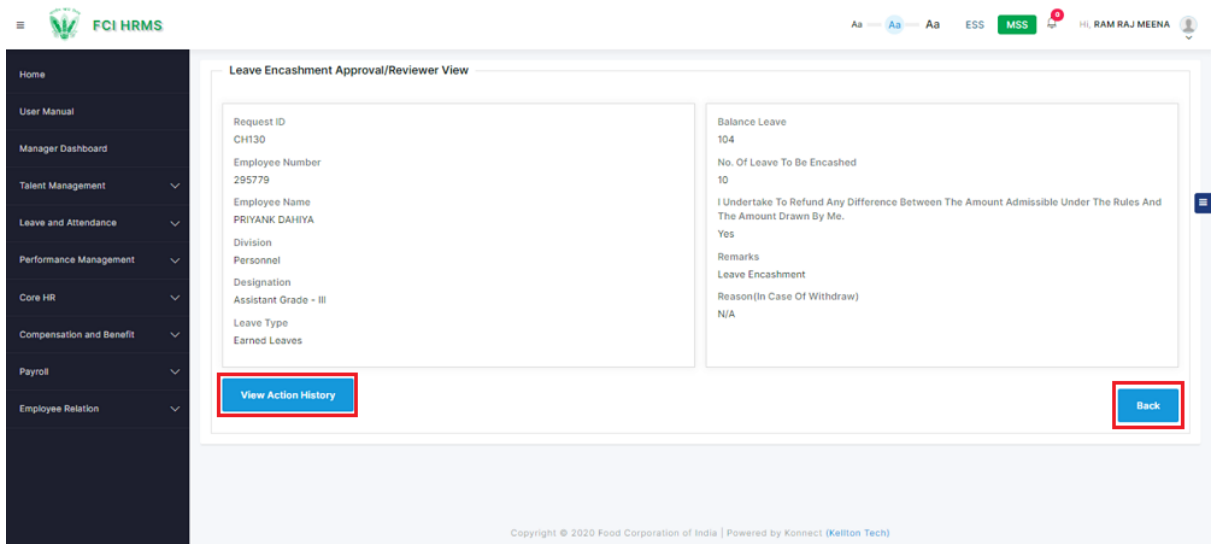 FCI HRMS
Aa Aa Aa ESS MSS 0 Hi, RAM RAJ MEENA
Home
User Manual
Manager Dashboard
Talent Management
Leave and Attendance
Performance Management
Core HR
Compensation and Benefit
Payroll
Employee Relation
Leave Encashment Approval/Reviewer View
Request ID
CH130
Employee Number
295779
Employee Name
PRIYANK DAHIYA
Division
Personnel
Designation
Assistant Grade - III
Leave Type
Earned Leaves
Balance Leave
104
No. Of Leave To Be Encashed
10
I Undertake To Refund Any Difference Between The Amount Admissible Under The Rules And
The Amount Drawn By Me.
Yes
Remarks
Leave Encashment
Reason(In Case Of Withdraw)
N/A
View Action History
Back
Copyright © 2020 Food Corporation of India | Powered by Konnect (Kellton Tech)